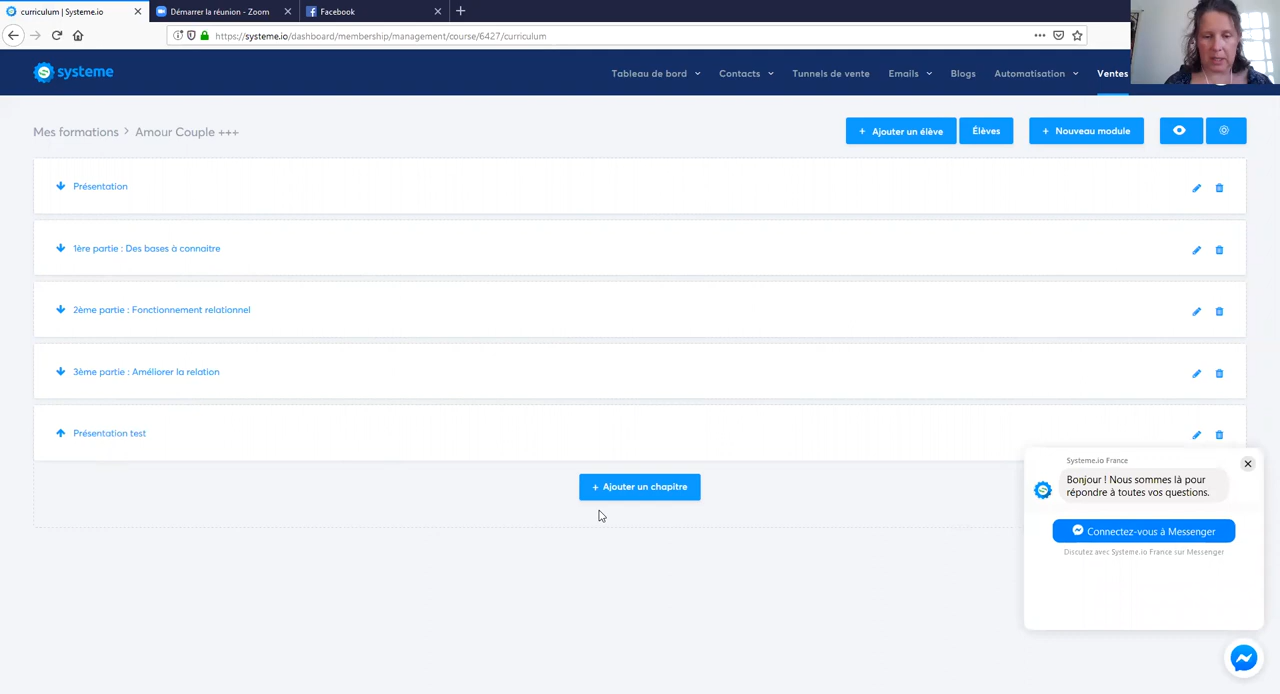 curriculum | Systeme.io
Démarrer la réunion - Zoom
Facebook
https://systeme.io/dashboard/membership/management/course/6427/curriculum
systeme
Tableau de bord
Contacts
Tunnels de vente
Emails
Blogs
Automatisation
Ventes
Mes formations > Amour Couple +++
+ Ajouter un élève
Élèves
+ Nouveau module
Présentation
1ère partie : Des bases à connaitre
2ème partie : Fonctionnement relationnel
3ème partie : Améliorer la relation
Présentation test
+ Ajouter un chapitre
Systeme.io France
Bonjour ! Nous sommes là pour
répondre à toutes vos questions.
Connectez-vous à Messenger
Discutez avec Systeme.io France sur Messenger